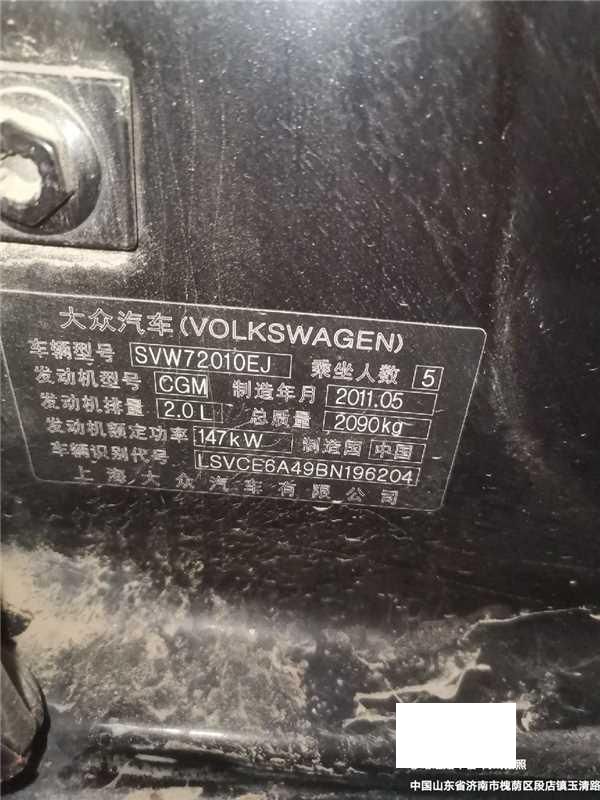 大众汽车(VOLKSWAGEN)
车辆型号 SVW72010EJ 乘坐人数 5
发动机型号 CGM 制造年月 2011.05
发动机排量 2.0 L 总质量 2090kg
发动机额定功率 147kW 制造国 中国
车辆识别代号 LSVCE6A49BN196204
上海大众汽车有限公司
中国山东省济南市槐荫区段店镇玉清路